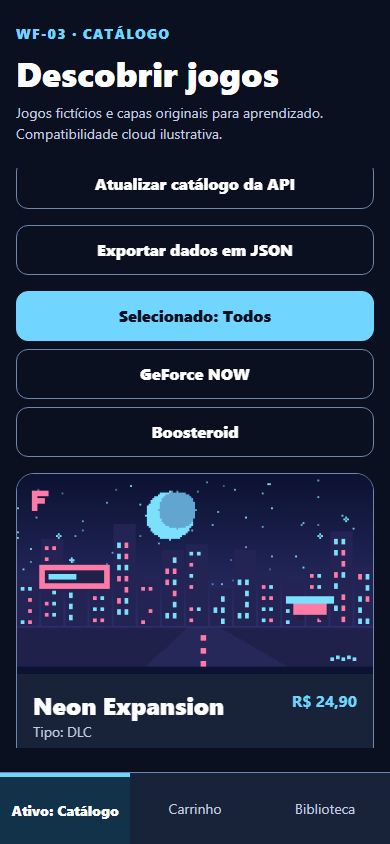 WF-03 • CATÁLOGO
Descobrir jogos
Jogos fictícios e capas originais para aprendizado.
Compatibilidade cloud ilustrativa.
Atualizar catálogo da API
Exportar dados em JSON
Selecionado: Todos
GeForce NOW
Boosteroid
F
Neon Expansion
R$ 24,90
Tipo: DLC
Ativo: Catálogo
Carrinho
Biblioteca